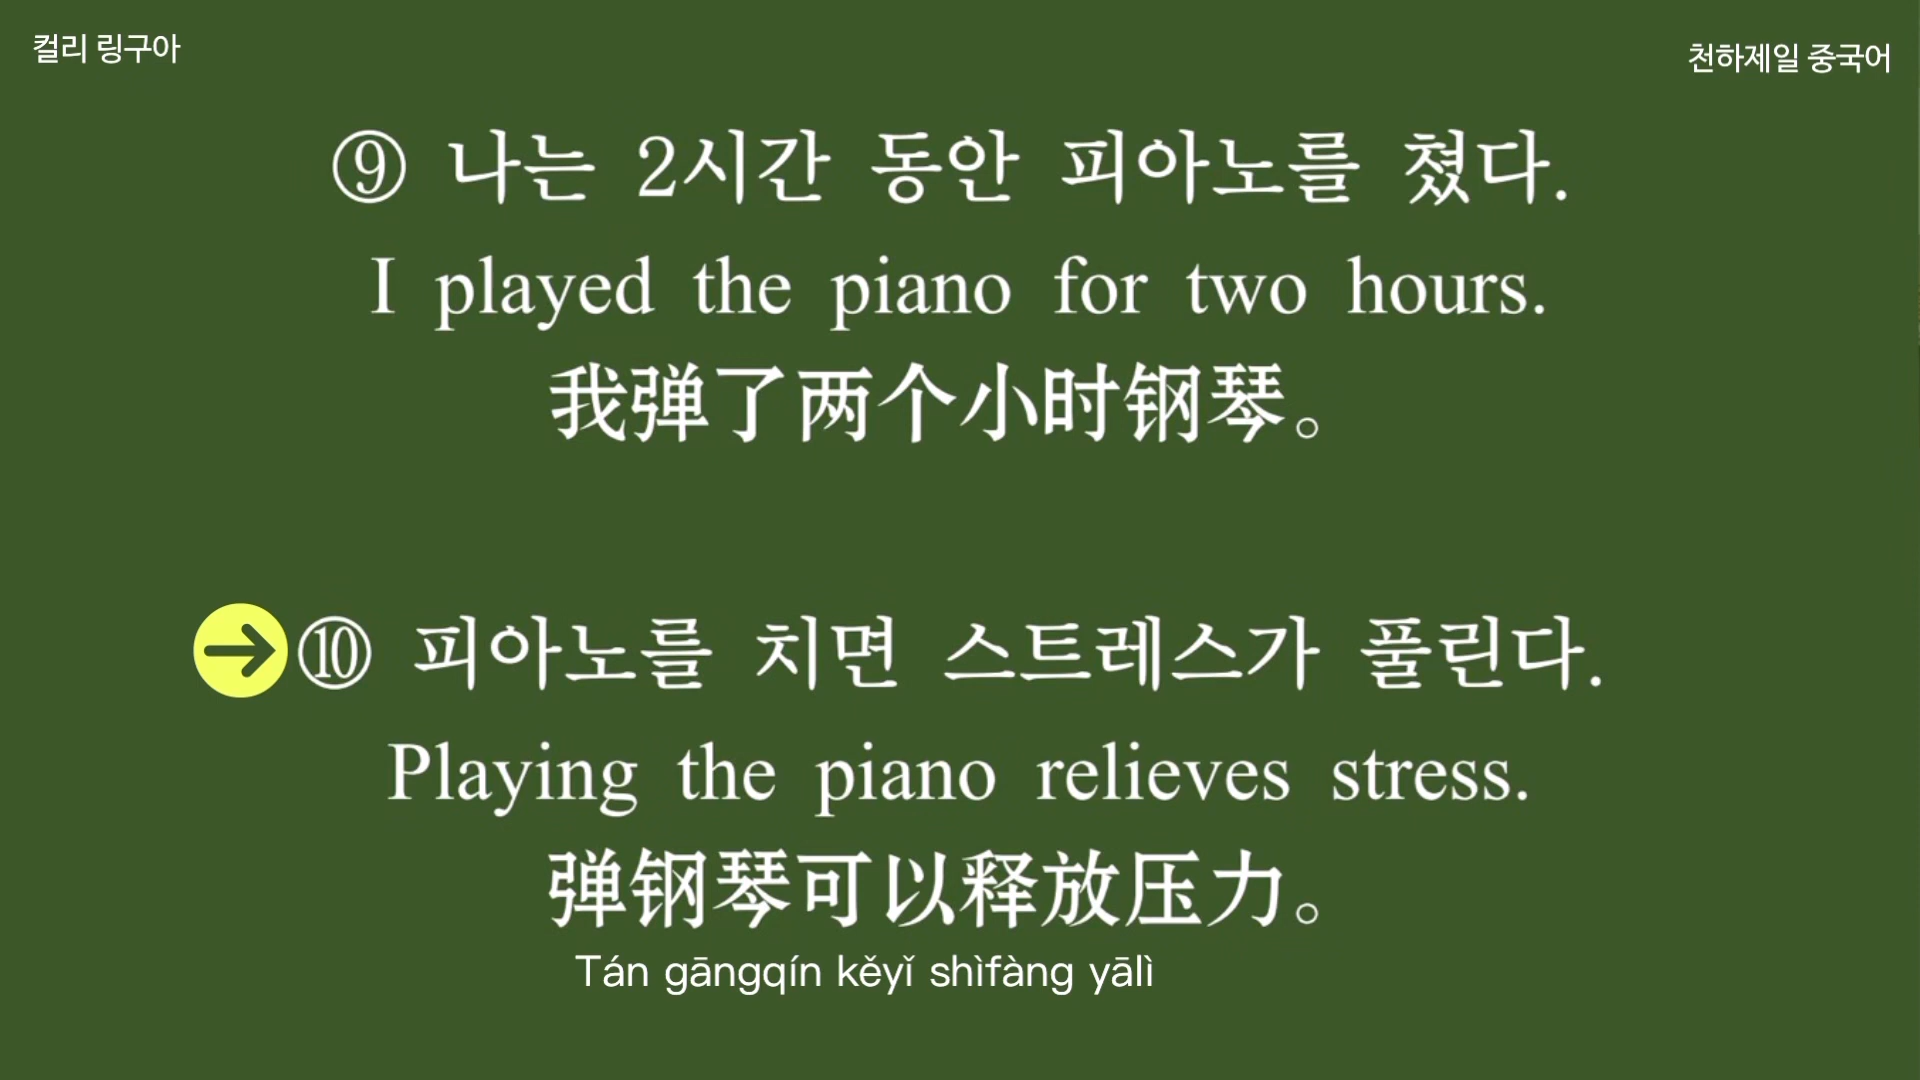 컬리 링구아
천하제일 중국어
⑨ 나는 2시간 동안 피아노를 쳤다.
I played the piano for two hours.
我弹了两个小时钢琴。
⑩ 피아노를 치면 스트레스가 풀린다.
Playing the piano relieves stress.
弹钢琴可以释放压力。
Tán gāngqín kěyǐ shìfàng yālì